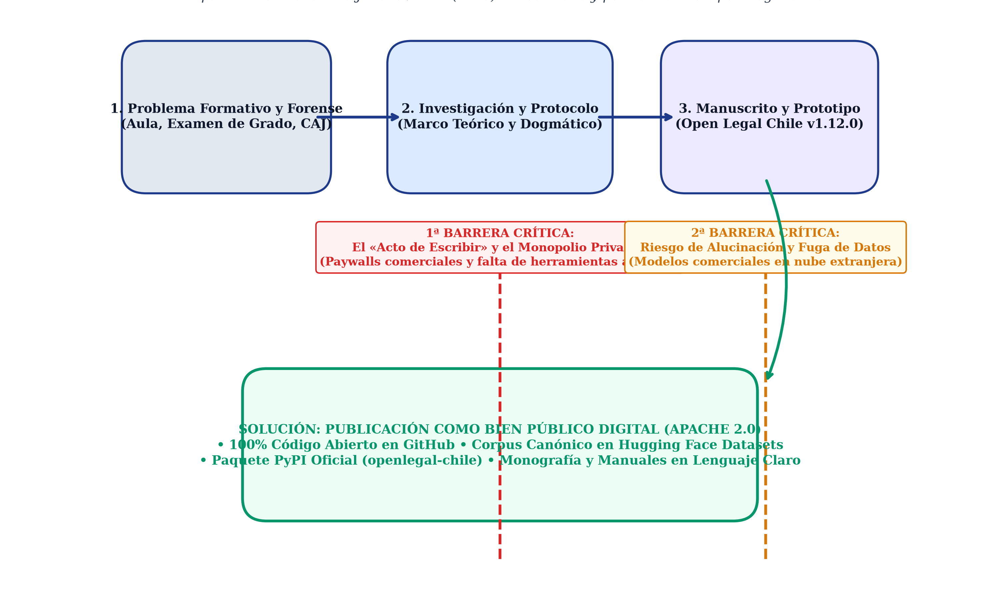 1. Problema Formativo y Forense
(Aula, Examen de Grado, CAJ)
2. Investigación y Protocolo
(Marco Teórico y Dogmático)
3. Manuscrito y Prototipo
(Open Legal Chile v1.12.0)
1ª BARRERA CRÍTICA:
El «Acto de Escribir» y el Monopolio
(Paywalls comerciales y falta de herramientas
2ª BARRERA CRÍTICA:
Riesgo de Alucinación y Fuga de Datos
(Modelos comerciales en nube extranjera)
SOLUCIÓN: PUBLICACIÓN COMO BIEN PÚBLICO DIGITAL (APACHE 2.0)
• 100% Código Abierto en GitHub • Corpus Canónico en Hugging Face Datasets
• Paquete PyPI Oficial (openlegal-chile) • Monografía y Manuales en Lenguaje Claro